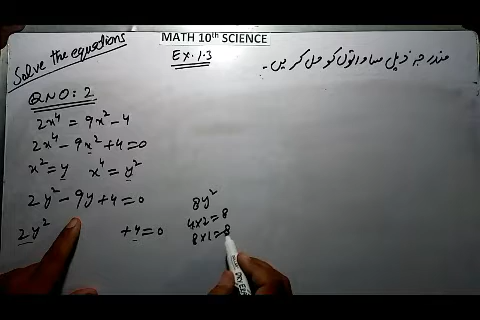 MATH 10th SCIENCE
Solve the equations
Ex. 1.3
مندرجہ ذیل مساواتوں کو حل کریں۔
Q NO: 2
2x⁴ = 9x² - 4
2x⁴ - 9x² + 4 = 0
x² = y x⁴ = y²
2y² - 9y + 4 = 0
8y²
4 x 2 = 8
2y² + 4 = 0
8 x 1 = 8